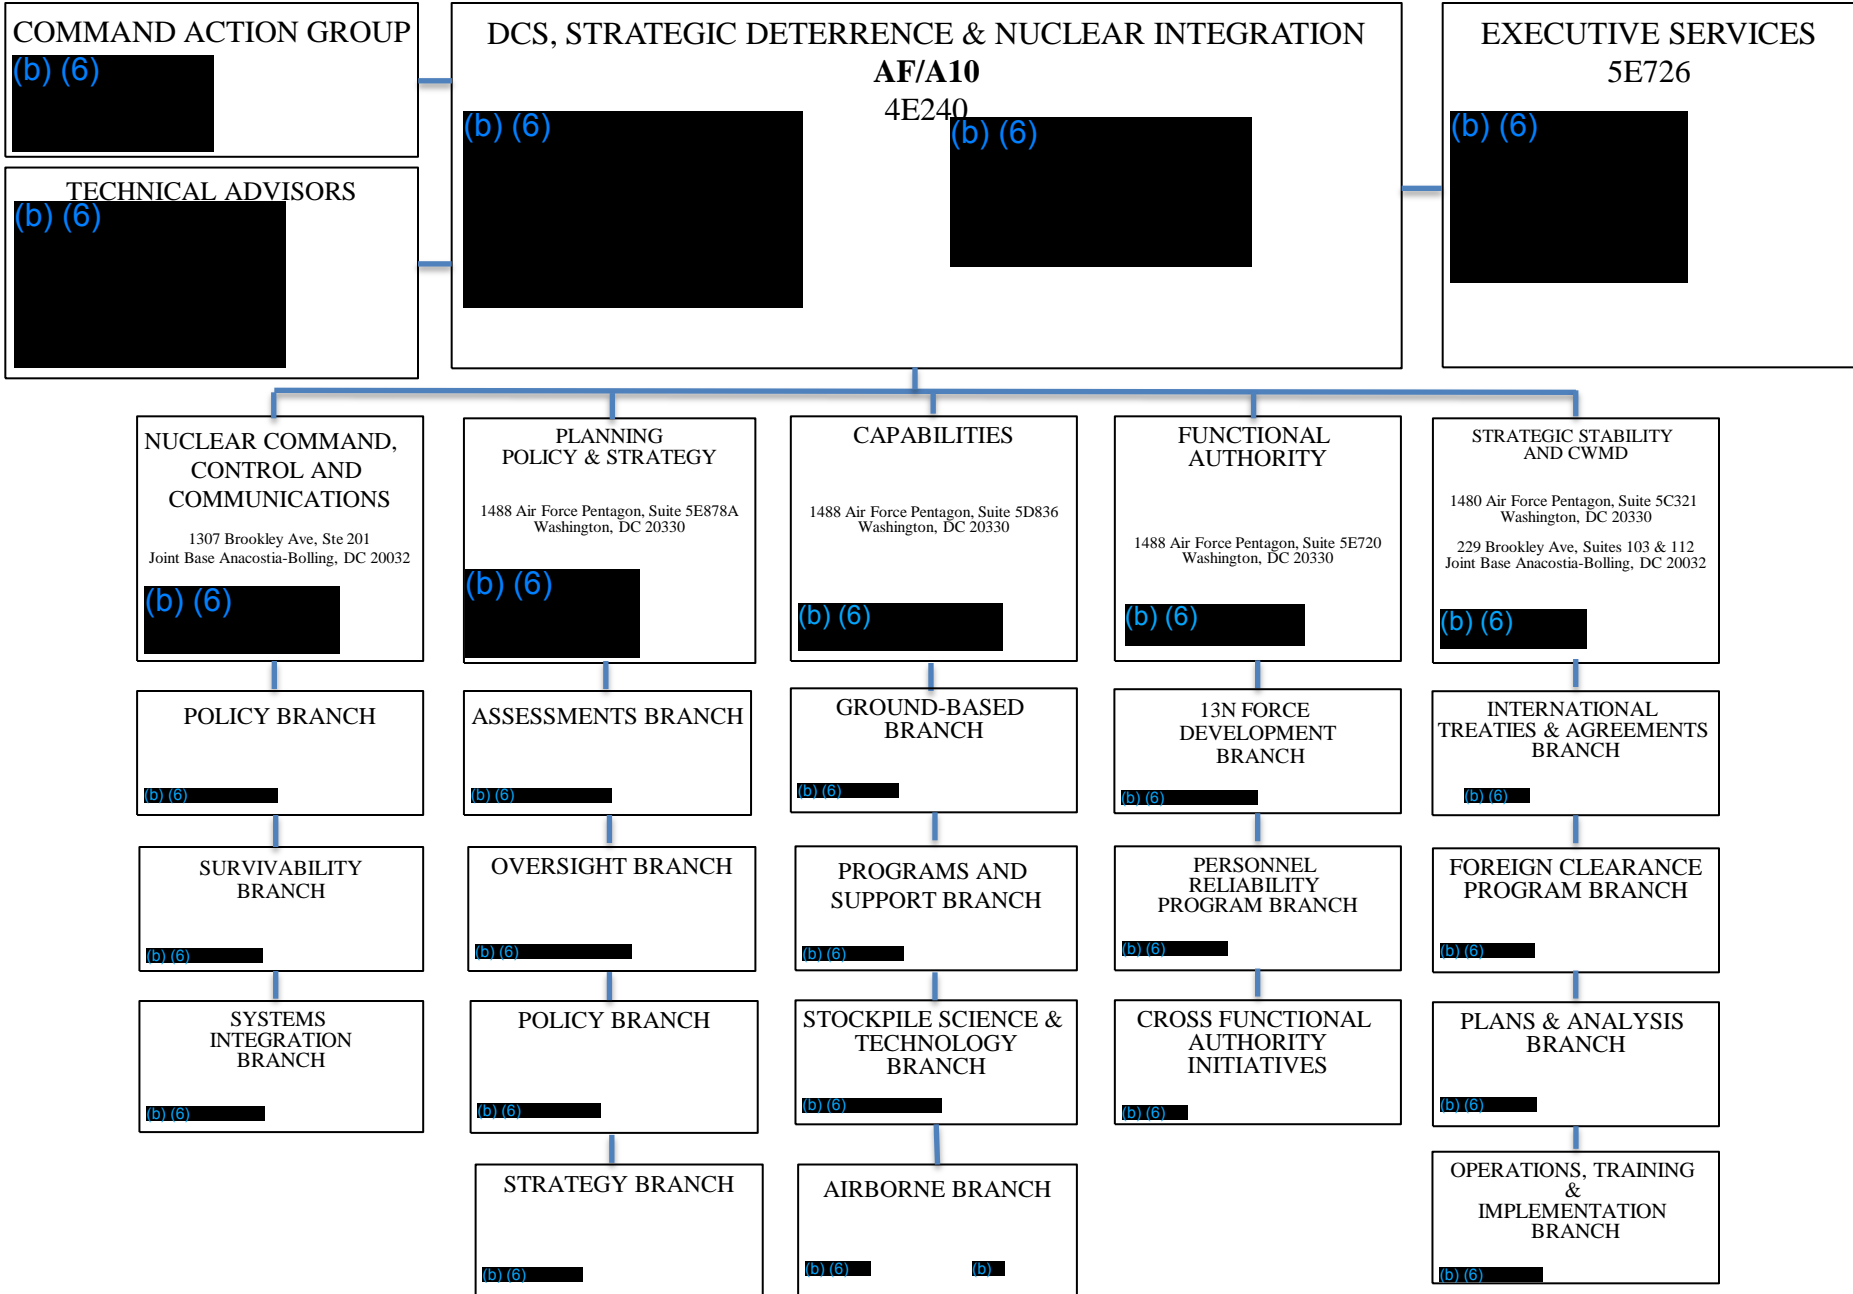 COMMAND ACTION GROUP
(b) (6)
DCS, STRATEGIC DETERRENCE & NUCLEAR INTEGRATION
AF/A10
4E240
(b) (6)
(b) (6)
EXECUTIVE SERVICES
5E726
(b) (6)
TECHNICAL ADVISORS
(b) (6)
NUCLEAR COMMAND,
CONTROL AND
COMMUNICATIONS
1307 Brookley Ave, Ste 201
Joint Base Anacostia-Bolling, DC 20032
(b) (6)
PLANNING
POLICY & STRATEGY
1488 Air Force Pentagon, Suite 5E878A
Washington, DC 20330
(b) (6)
CAPABILITIES
1488 Air Force Pentagon, Suite 5D836
Washington, DC 20330
(b) (6)
FUNCTIONAL
AUTHORITY
1488 Air Force Pentagon, Suite 5E720
Washington, DC 20330
(b) (6)
STRATEGIC STABILITY
AND CWMD
1480 Air Force Pentagon, Suite 5C321
Washington, DC 20330
229 Brookley Ave, Suites 103 & 112
Joint Base Anacostia-Bolling, DC 20032
(b) (6)
POLICY BRANCH
(b) (6)
ASSESSMENTS BRANCH
(b) (6)
GROUND-BASED
BRANCH
(b) (6)
13N FORCE
DEVELOPMENT
BRANCH
(b) (6)
INTERNATIONAL
TREATIES & AGREEMENTS
BRANCH
(b) (6)
SURVIVABILITY
BRANCH
(b) (6)
OVERSIGHT BRANCH
(b) (6)
PROGRAMS AND
SUPPORT BRANCH
(b) (6)
PERSONNEL
RELIABILITY
PROGRAM BRANCH
(b) (6)
FOREIGN CLEARANCE
PROGRAM BRANCH
(b) (6)
SYSTEMS
INTEGRATION
BRANCH
(b) (6)
POLICY BRANCH
(b) (6)
STOCKPILE SCIENCE &
TECHNOLOGY
BRANCH
(b) (6)
CROSS FUNCTIONAL
AUTHORITY
INITIATIVES
(b) (6)
PLANS & ANALYSIS
BRANCH
(b) (6)
STRATEGY BRANCH
(b) (6)
AIRBORNE BRANCH
(b) (6)
(b)
OPERATIONS, TRAINING
&
IMPLEMENTATION
BRANCH
(b) (6)